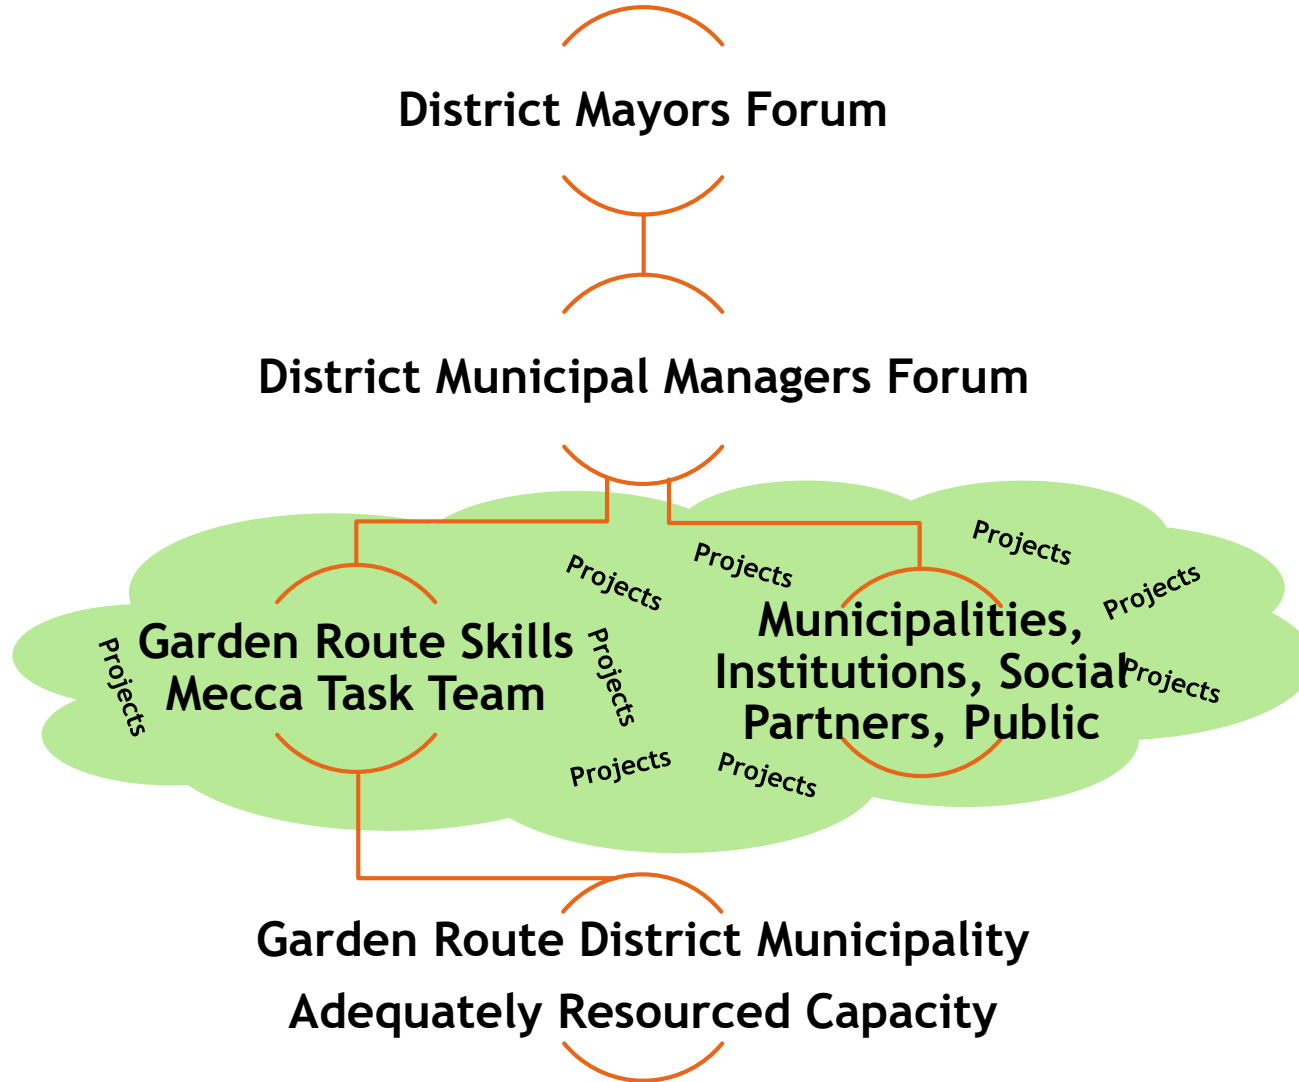 District Mayors Forum
District Municipal Managers Forum
Projects
Projects
Projects
Projects
Garden Route Skills
Mecca Task Team
Projects
Projects
Municipalities,
Institutions, Social
Partners, Public
Projects
Projects
Projects
Garden Route District Municipality
Adequately Resourced Capacity